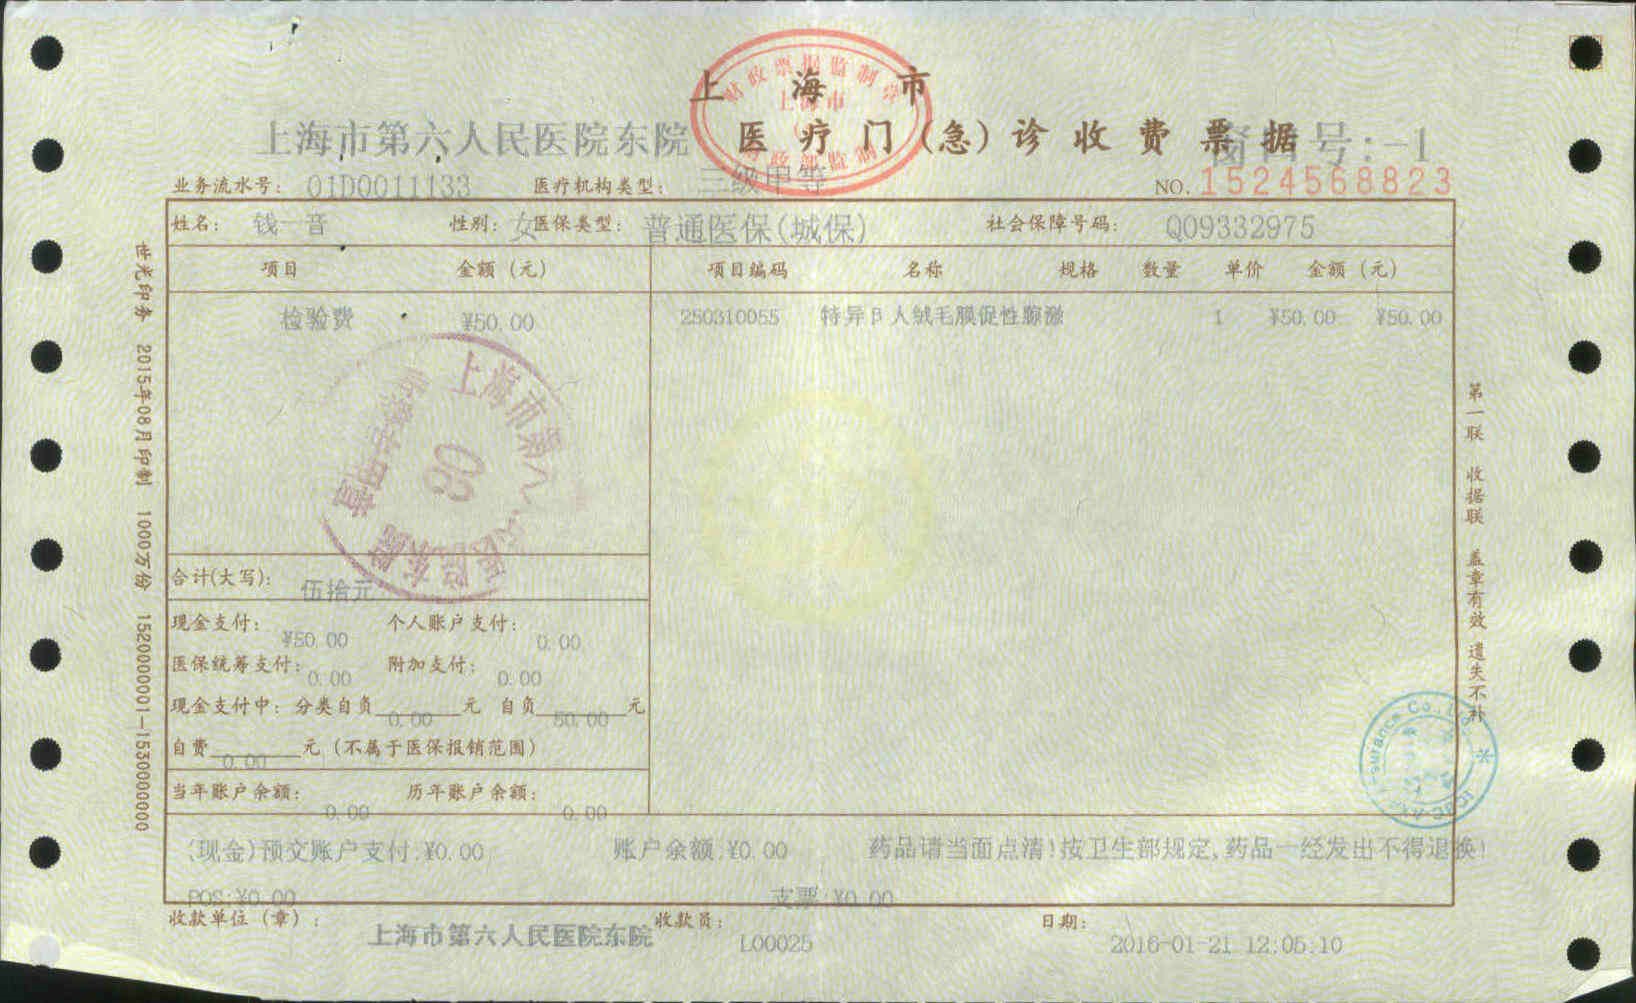 上海市
上海市第六人民医院东院 医疗门(急)诊收费票据 窗口号:-1
业务流水号: 01D0011133 医疗机构类型: 三级甲等 NO. 1524568823
姓名: 钱一音 性别: 女 医保类型: 普通医保(城保) 社会保障号码: Q09332975
项目 金额(元) 项目编码 名称 规格 数量 单价 金额(元)
检验费 ¥50.00 250310055 特异β人绒毛膜促性腺激 1 ¥50.00 ¥50.00
合计(大写): 伍拾元
现金支付: ¥50.00 个人账户支付: 0.00
医保统筹支付: 0.00 附加支付: 0.00
现金支付中: 分类自负 0.00 元 自负 50.00 元
自费 0.00 元 (不属于医保报销范围)
当年账户余额: 0.00 历年账户余额: 0.00
(现金)预交账户支付:¥0.00 账户余额:¥0.00 药品请当面点清!按卫生部规定,药品一经发出不得退换!
POS:¥0.00 支票:¥0.00
收款单位(章): 上海市第六人民医院东院 收款员: L00025 日期: 2016-01-21 12:05:10
世光印务 2015年08月印制 1000万份 1520000001-1530000000
第一联 收据联 盖章有效 遗失不补
财政票据监制章
上海市
财政部监制
上海市第六人民医院东院
80